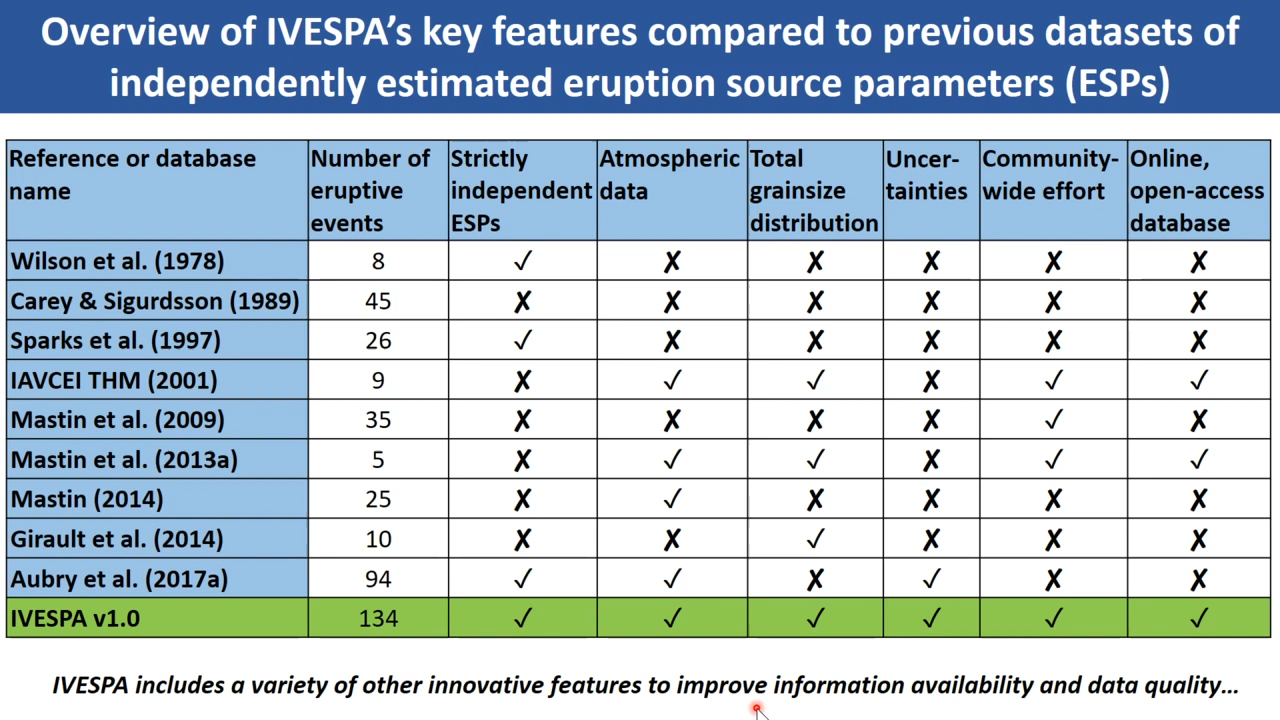 Overview of IVESPA's key features compared to previous datasets of
independently estimated eruption source parameters (ESPs)
Reference or database name | Number of eruptive events | Strictly independent ESPs | Atmospheric data | Total grainsize distribution | Uncer-tainties | Community-wide effort | Online, open-access database
Wilson et al. (1978) | 8 | ✓ | ✗ | ✗ | ✗ | ✗ | ✗
Carey & Sigurdsson (1989) | 45 | ✗ | ✗ | ✗ | ✗ | ✗ | ✗
Sparks et al. (1997) | 26 | ✓ | ✗ | ✗ | ✗ | ✗ | ✗
IAVCEI THM (2001) | 9 | ✗ | ✓ | ✓ | ✗ | ✓ | ✓
Mastin et al. (2009) | 35 | ✗ | ✗ | ✗ | ✗ | ✓ | ✗
Mastin et al. (2013a) | 5 | ✗ | ✓ | ✓ | ✗ | ✓ | ✓
Mastin (2014) | 25 | ✗ | ✓ | ✗ | ✗ | ✗ | ✗
Girault et al. (2014) | 10 | ✗ | ✗ | ✓ | ✗ | ✗ | ✗
Aubry et al. (2017a) | 94 | ✓ | ✓ | ✗ | ✓ | ✗ | ✗
IVESPA v1.0 | 134 | ✓ | ✓ | ✓ | ✓ | ✓ | ✓
IVESPA includes a variety of other innovative features to improve information availability and data quality...